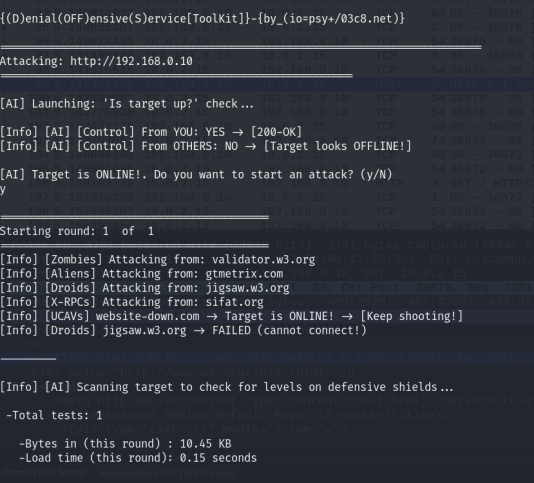 {(D)enial(OFF)ensive(S)ervice[ToolKit]}-{by_(io=psy+/03c8.net)}
Attacking: http://192.168.0.10
[AI] Launching: 'Is target up?' check...
[Info] [AI] [Control] From YOU: YES -> [200-OK]
[Info] [AI] [Control] From OTHERS: NO -> [Target looks OFFLINE!]
[AI] Target is ONLINE!. Do you want to start an attack? (y/N)
y
Starting round: 1  of  1
[Info] [Zombies] Attacking from: validator.w3.org
[Info] [Aliens] Attacking from: gtmetrix.com
[Info] [Droids] Attacking from: jigsaw.w3.org
[Info] [X-RPCs] Attacking from: sifat.org
[Info] [UCAVs] website-down.com -> Target is ONLINE! -> [Keep shooting!]
[Info] [Droids] jigsaw.w3.org -> FAILED (cannot connect!)
[Info] [AI] Scanning target to check for levels on defensive shields...
-Total tests: 1
-Bytes in (this round) : 10.45 KB
-Load time (this round): 0.15 seconds